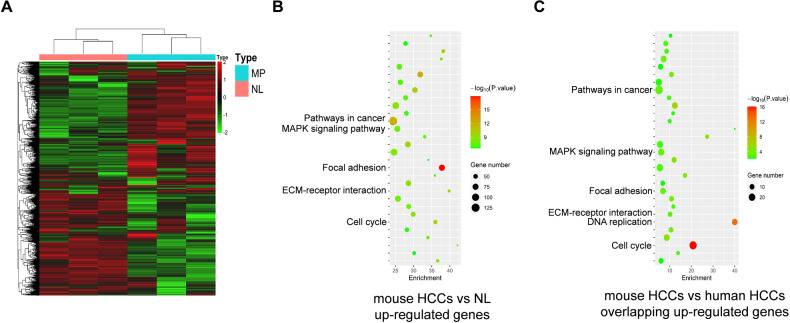 A
Type
2
1
0
-1
-2
Type
MP
NL
B
Pathways in cancer
MAPK signaling pathway
Focal adhesion
ECM-receptor interaction
Cell cycle
25 30 35 40
Enrichment
-log10(P.value)
18
15
12
9
Gene number
50
75
100
125
mouse HCCs vs NL
up-regulated genes
C
Pathways in cancer
MAPK signaling pathway
Focal adhesion
ECM-receptor interaction
DNA replication
Cell cycle
10 20 30 40
Enrichment
-log10(P.value)
16
12
8
4
Gene number
10
20
mouse HCCs vs human HCCs
overlapping up-regulated genes